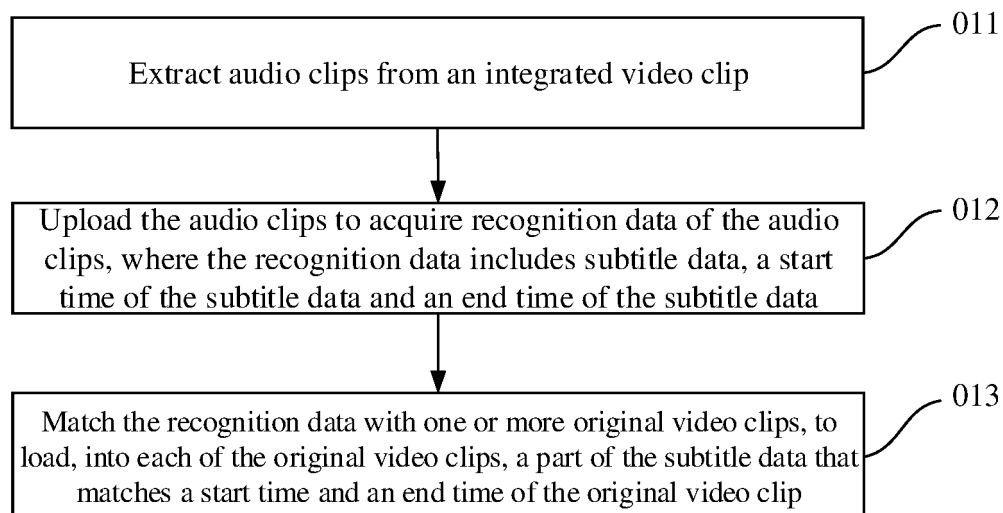 011
Extract audio clips from an integrated video clip
012
Upload the audio clips to acquire recognition data of the audio
clips, where the recognition data includes subtitle data, a start
time of the subtitle data and an end time of the subtitle data
013
Match the recognition data with one or more original video clips, to
load, into each of the original video clips, a part of the subtitle data that
matches a start time and an end time of the original video clip